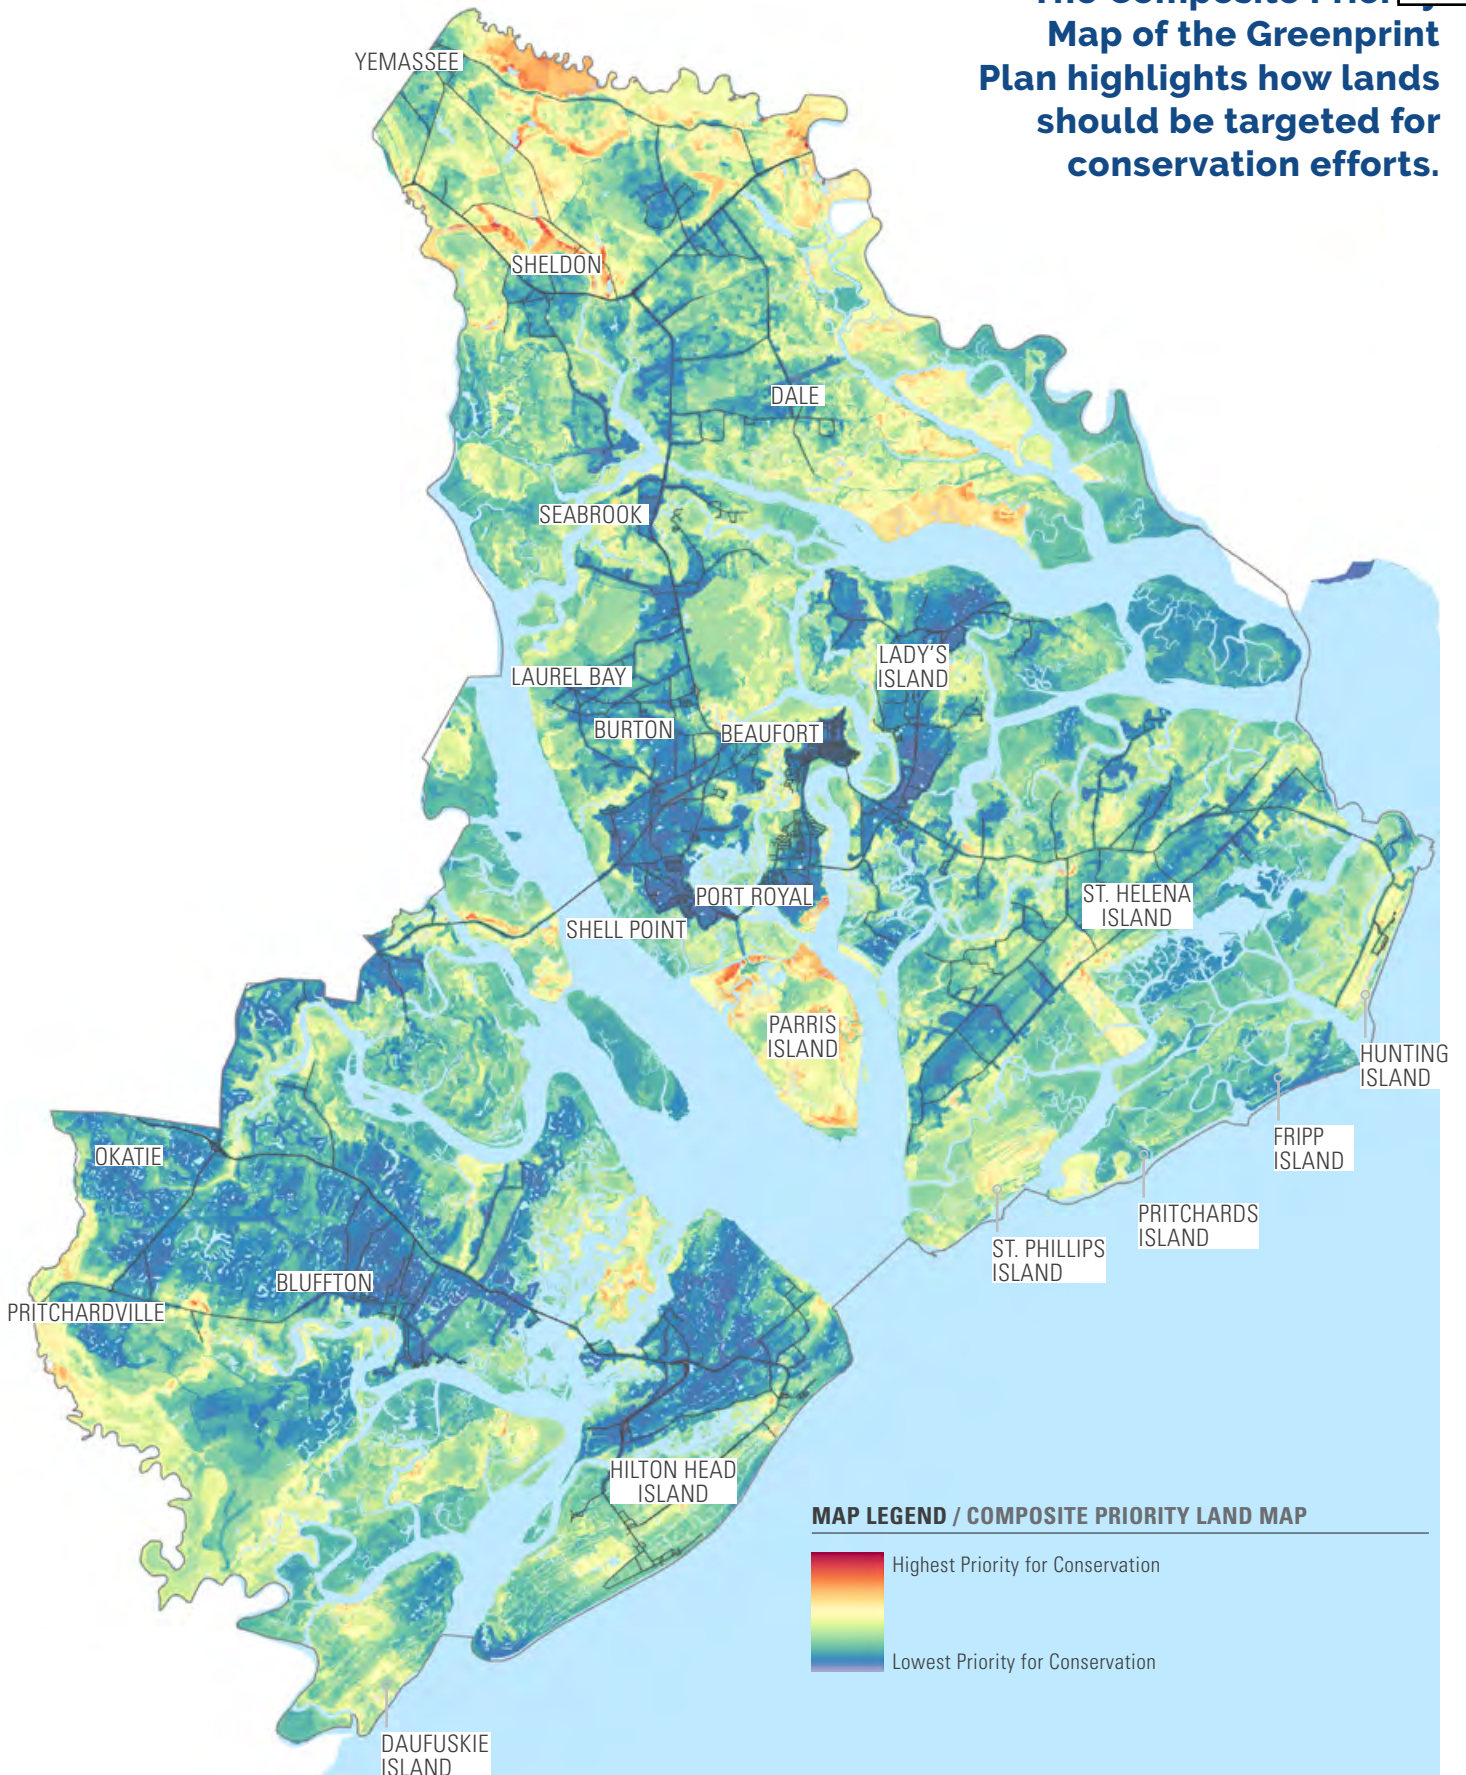 The Composite Priority
Map of the Greenprint
Plan highlights how lands
should be targeted for
conservation efforts.
YEMASSEE
SHELDON
DALE
SEABROOK
LADY'S
ISLAND
LAUREL BAY
BURTON
BEAUFORT
PORT ROYAL
ST. HELENA
ISLAND
SHELL POINT
PARRIS
ISLAND
HUNTING
ISLAND
FRIPP
ISLAND
OKATIE
PRITCHARDS
ISLAND
ST. PHILLIPS
ISLAND
BLUFFTON
PRITCHARDVILLE
HILTON HEAD
ISLAND
MAP LEGEND / COMPOSITE PRIORITY LAND MAP
Highest Priority for Conservation
Lowest Priority for Conservation
DAUFUSKIE
ISLAND